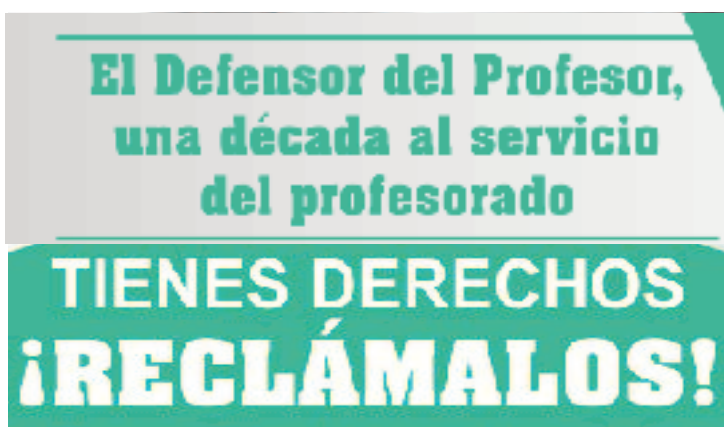 El Defensor del Profesor,
una década al servicio
del profesorado
TIENES DERECHOS
¡RECLÁMALOS!